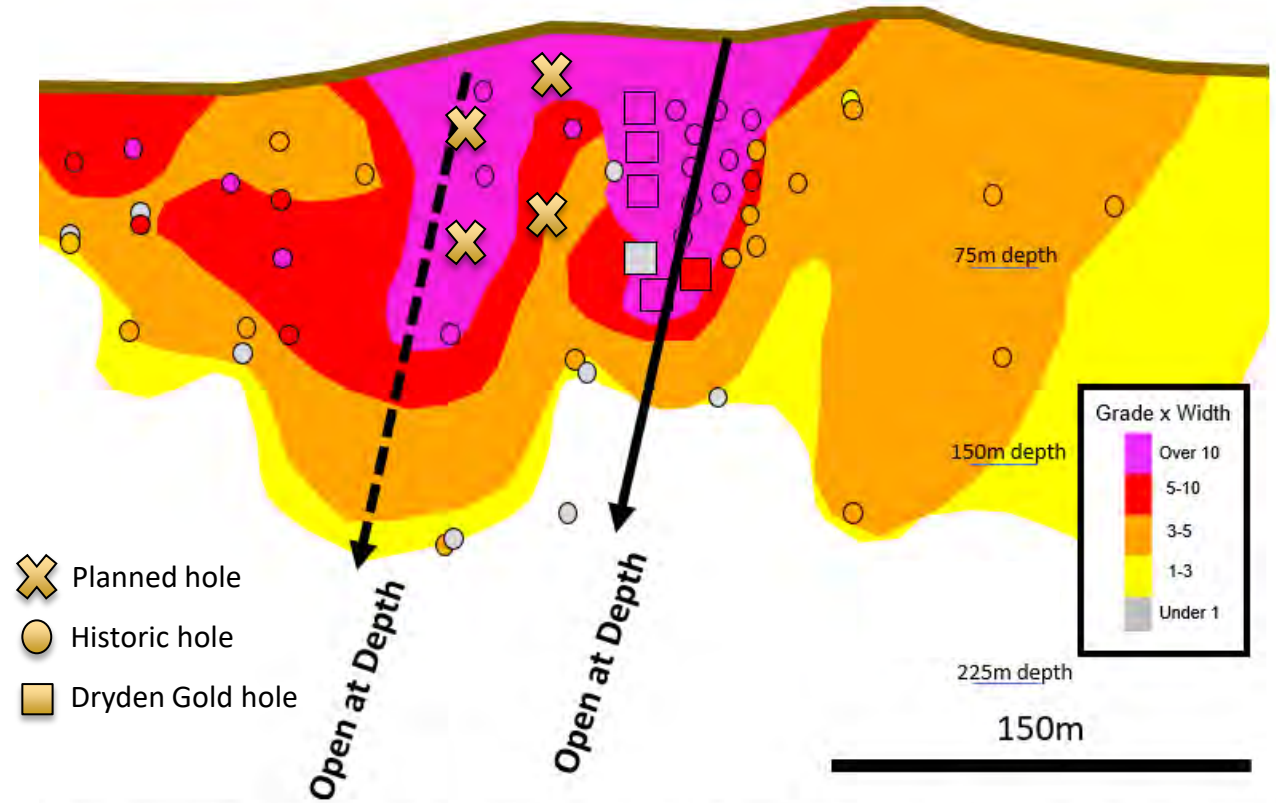 75m depth
150m depth
225m depth
150m
Grade x Width
Over 10
5-10
3-5
1-3
Under 1
Planned hole
Historic hole
Dryden Gold hole
Open at Depth
Open at Depth